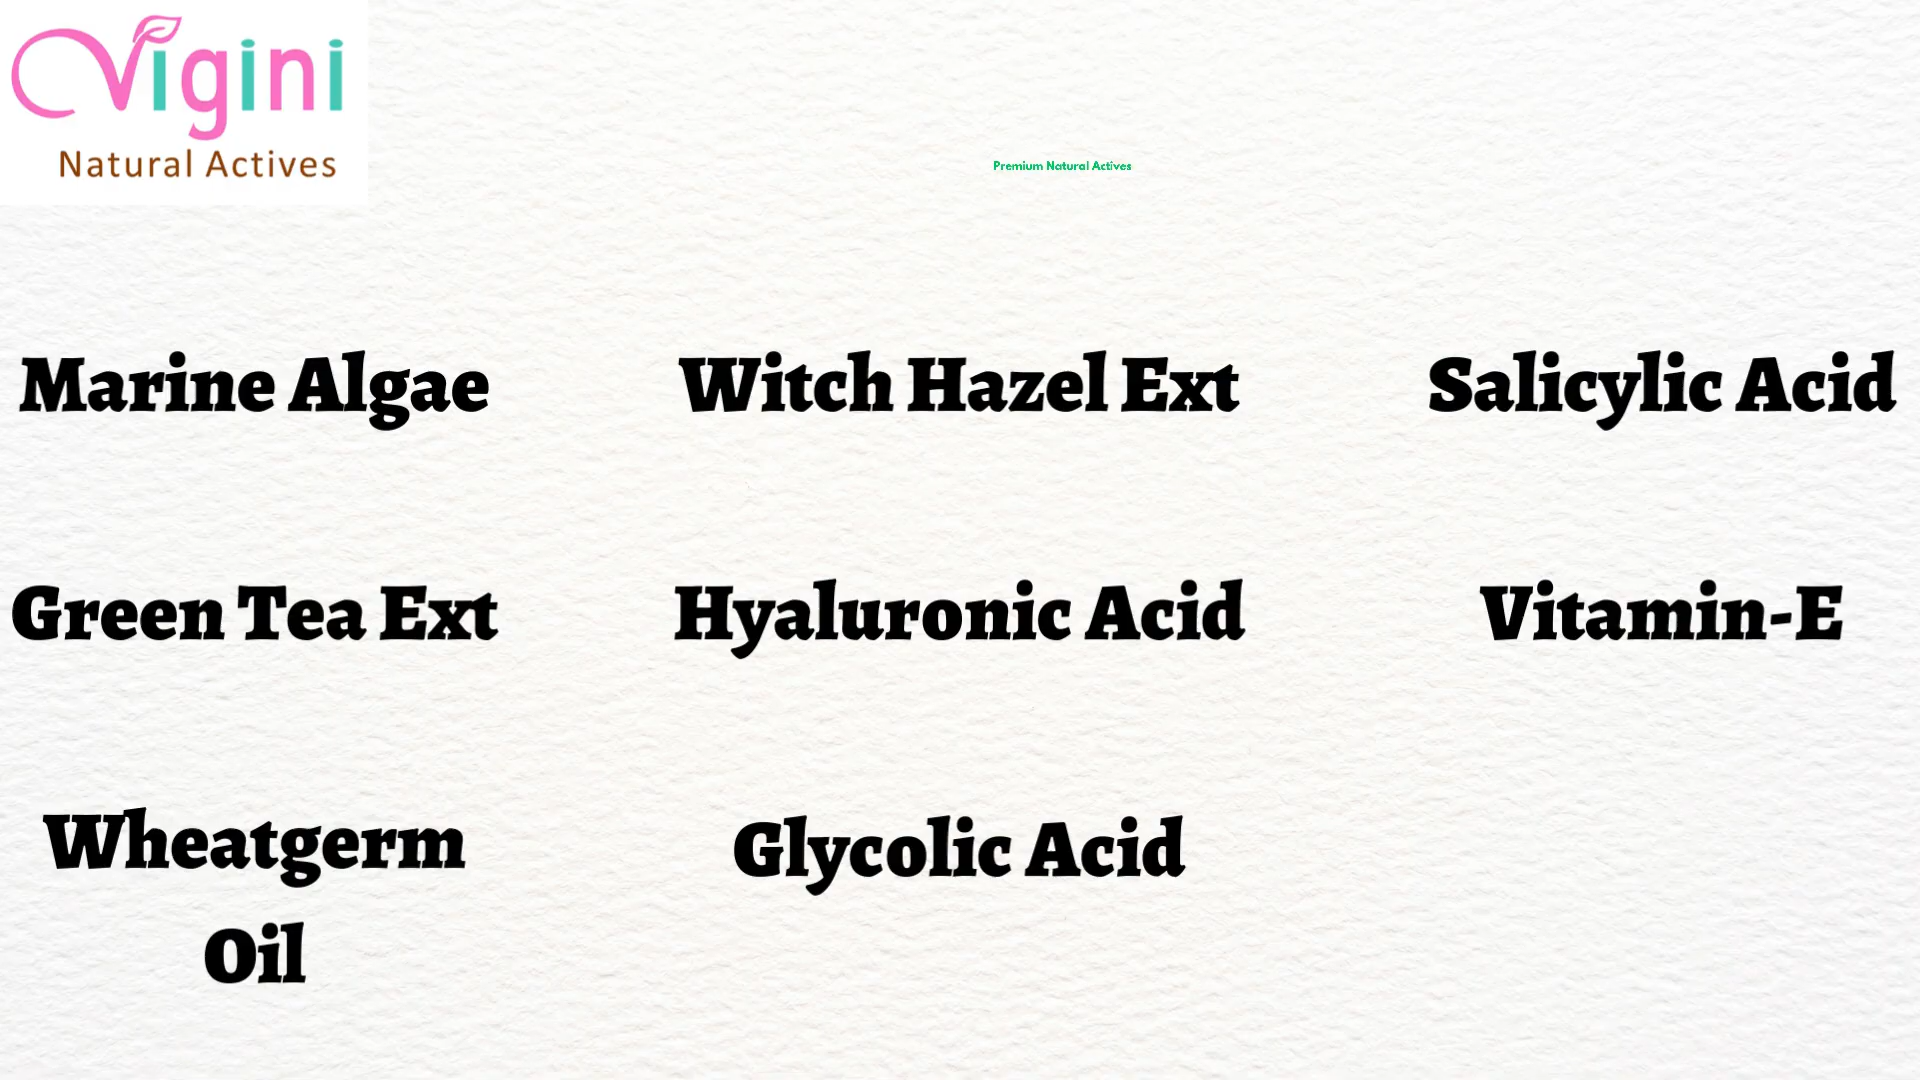 Vigini
Natural Actives
Premium Natural Actives
Marine Algae
Witch Hazel Ext
Salicylic Acid
Green Tea Ext
Hyaluronic Acid
Vitamin-E
Wheatgerm
Oil
Glycolic Acid